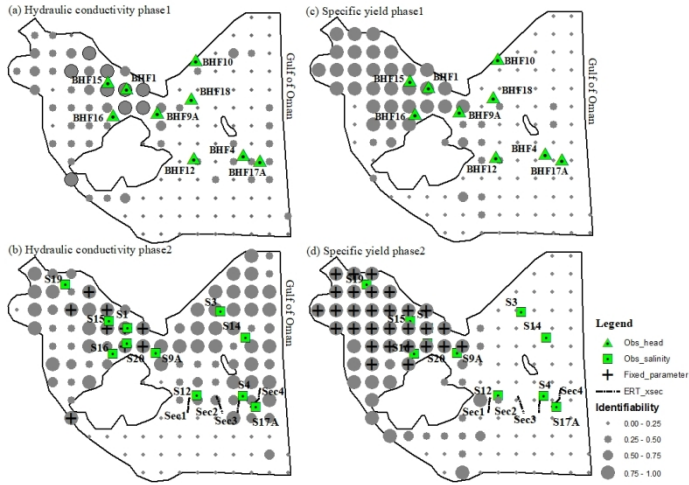 (a) Hydraulic conductivity phase1
BHF10
BHF15
BHF1
BHF18
BHF16
BHF9A
BHF4
BHF12
BHF17A
Gulf of Oman
(c) Specific yield phase1
BHF10
BHF15
BHF1
BHF18
BHF16
BHF9A
BHF4
BHF12
BHF17A
Gulf of Oman
(b) Hydraulic conductivity phase2
S19
S1
S15
S3
S14
S16
S20
S9A
S12
S4
Sec4
Sec1
Sec2
Sec3
S17A
Gulf of Oman
(d) Specific yield phase2
S19
S15
S3
S14
S16
S20
S9A
S12
S4
Sec4
Sec1
Sec2
Sec3
S17A
Legend
Obs_head
Obs_salinity
Fixed_parameter
ERT_xsec
Identifiability
0.00 - 0.25
0.25 - 0.50
0.50 - 0.75
0.75 - 1.00